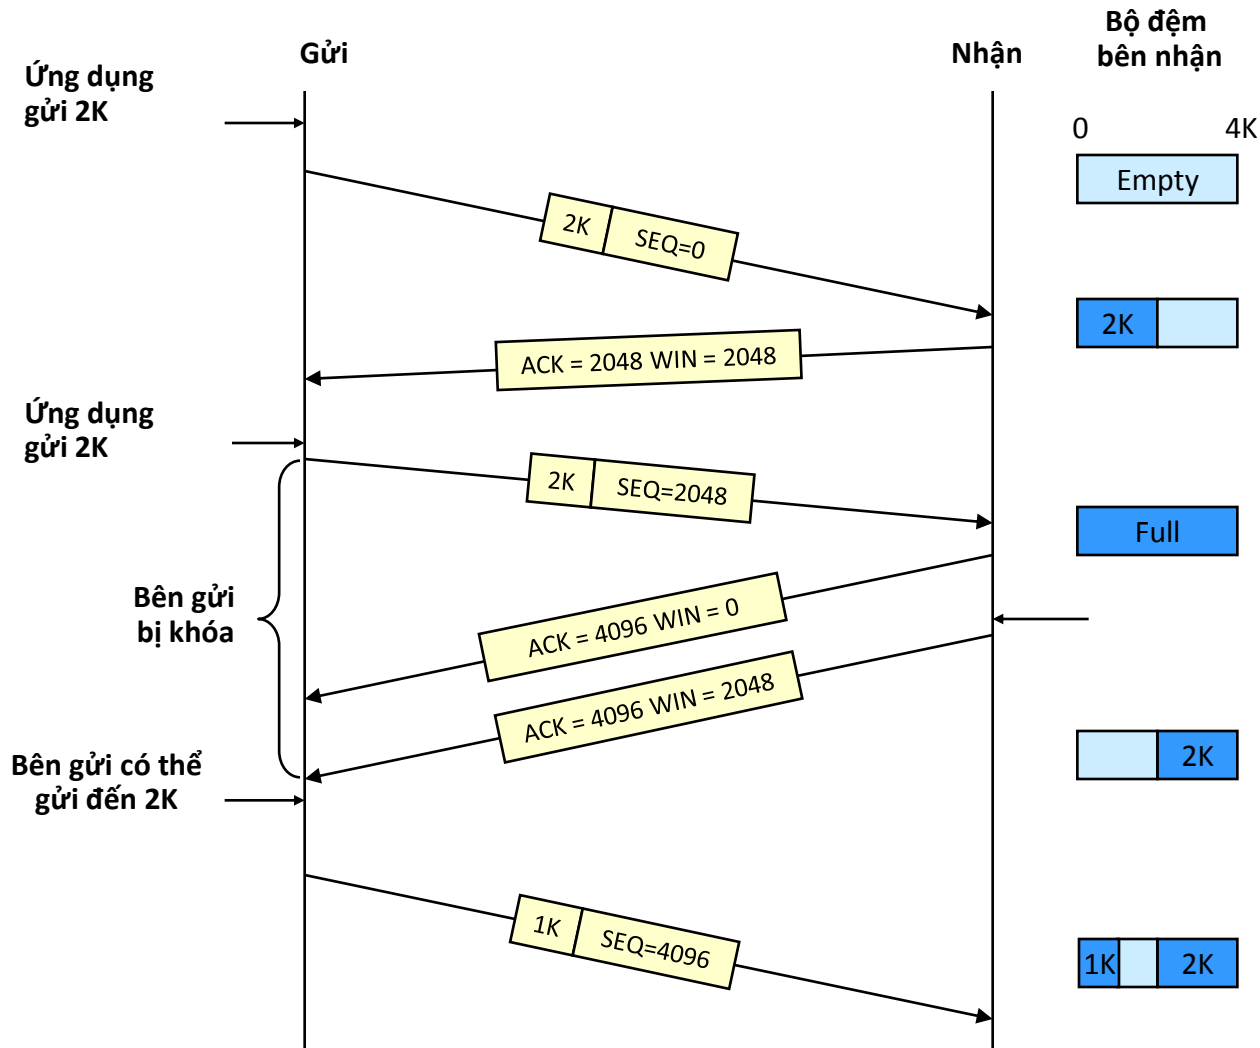 Bộ đệm
bên nhận
Gửi
Nhận
Ứng dụng
gửi 2K
0
4K
Empty
2K
SEQ=0
2K
ACK = 2048 WIN = 2048
Ứng dụng
gửi 2K
2K
SEQ=2048
Full
Bên gửi
bị khóa
ACK = 4096 WIN = 0
ACK = 4096 WIN = 2048
2K
Bên gửi có thể
gửi đến 2K
1K
SEQ=4096
1K
2K